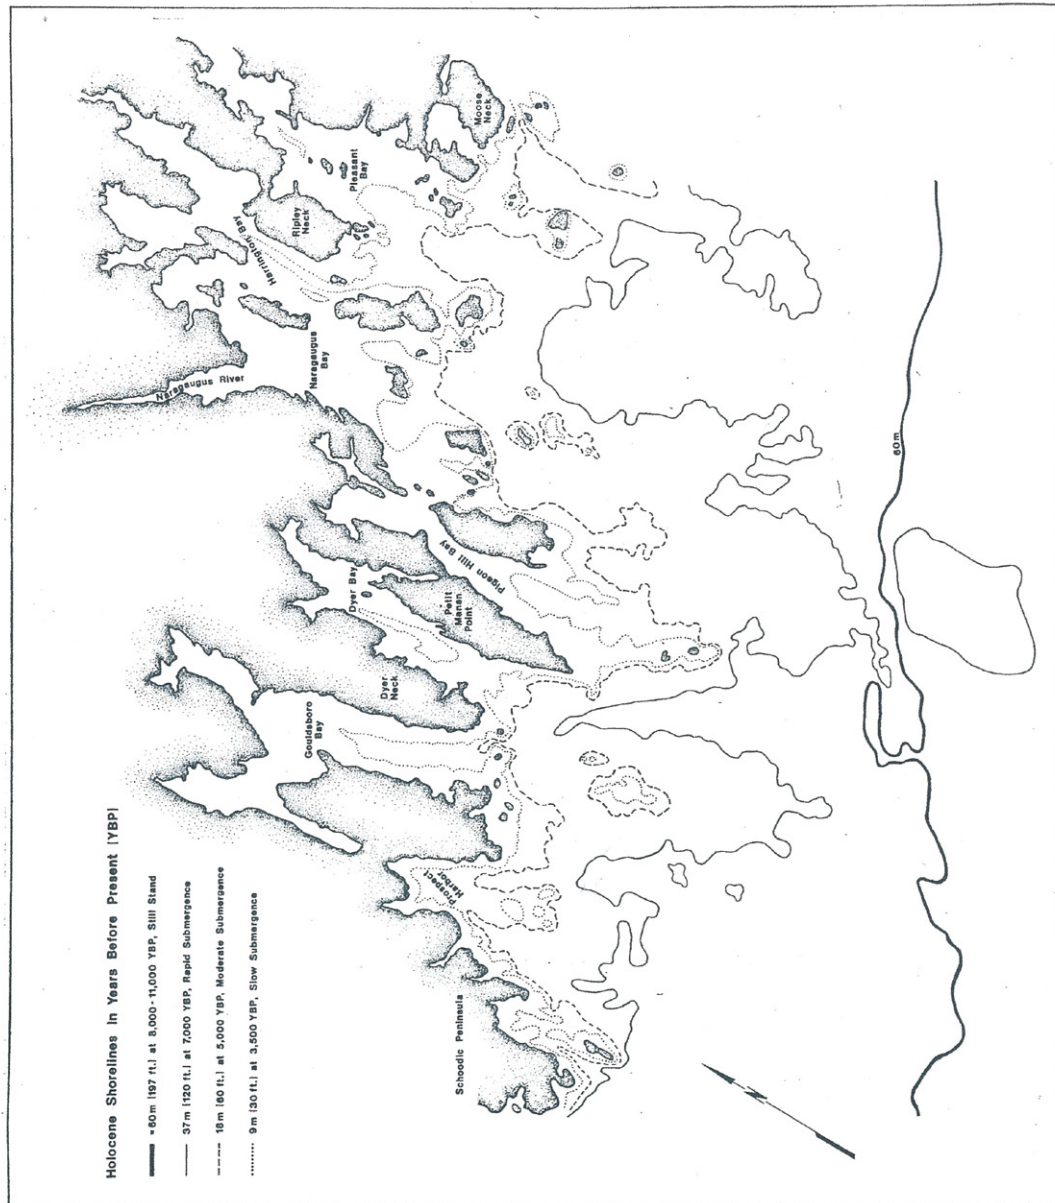 Holocene Shorelines in Years Before Present [YBP]
≈60m [197 ft.] at 8,000-11,000 YBP, Still Stand
37m [120 ft.] at 7,000 YBP, Rapid Submergence
18m [60 ft.] at 5,000 YBP, Moderate Submergence
9m [30 ft.] at 3,500 YBP, Slow Submergence
Schoodic Peninsula
Prospect
Harbor
Gouldsboro
Bay
Dyer
Neck
Dyer Bay
Petit
Manan
Point
Pigeon Hill Bay
Naraguagus River
Naraguagus
Bay
Harrington Bay
Ripley
Neck
Pleasant
Bay
Moose
Neck
60m